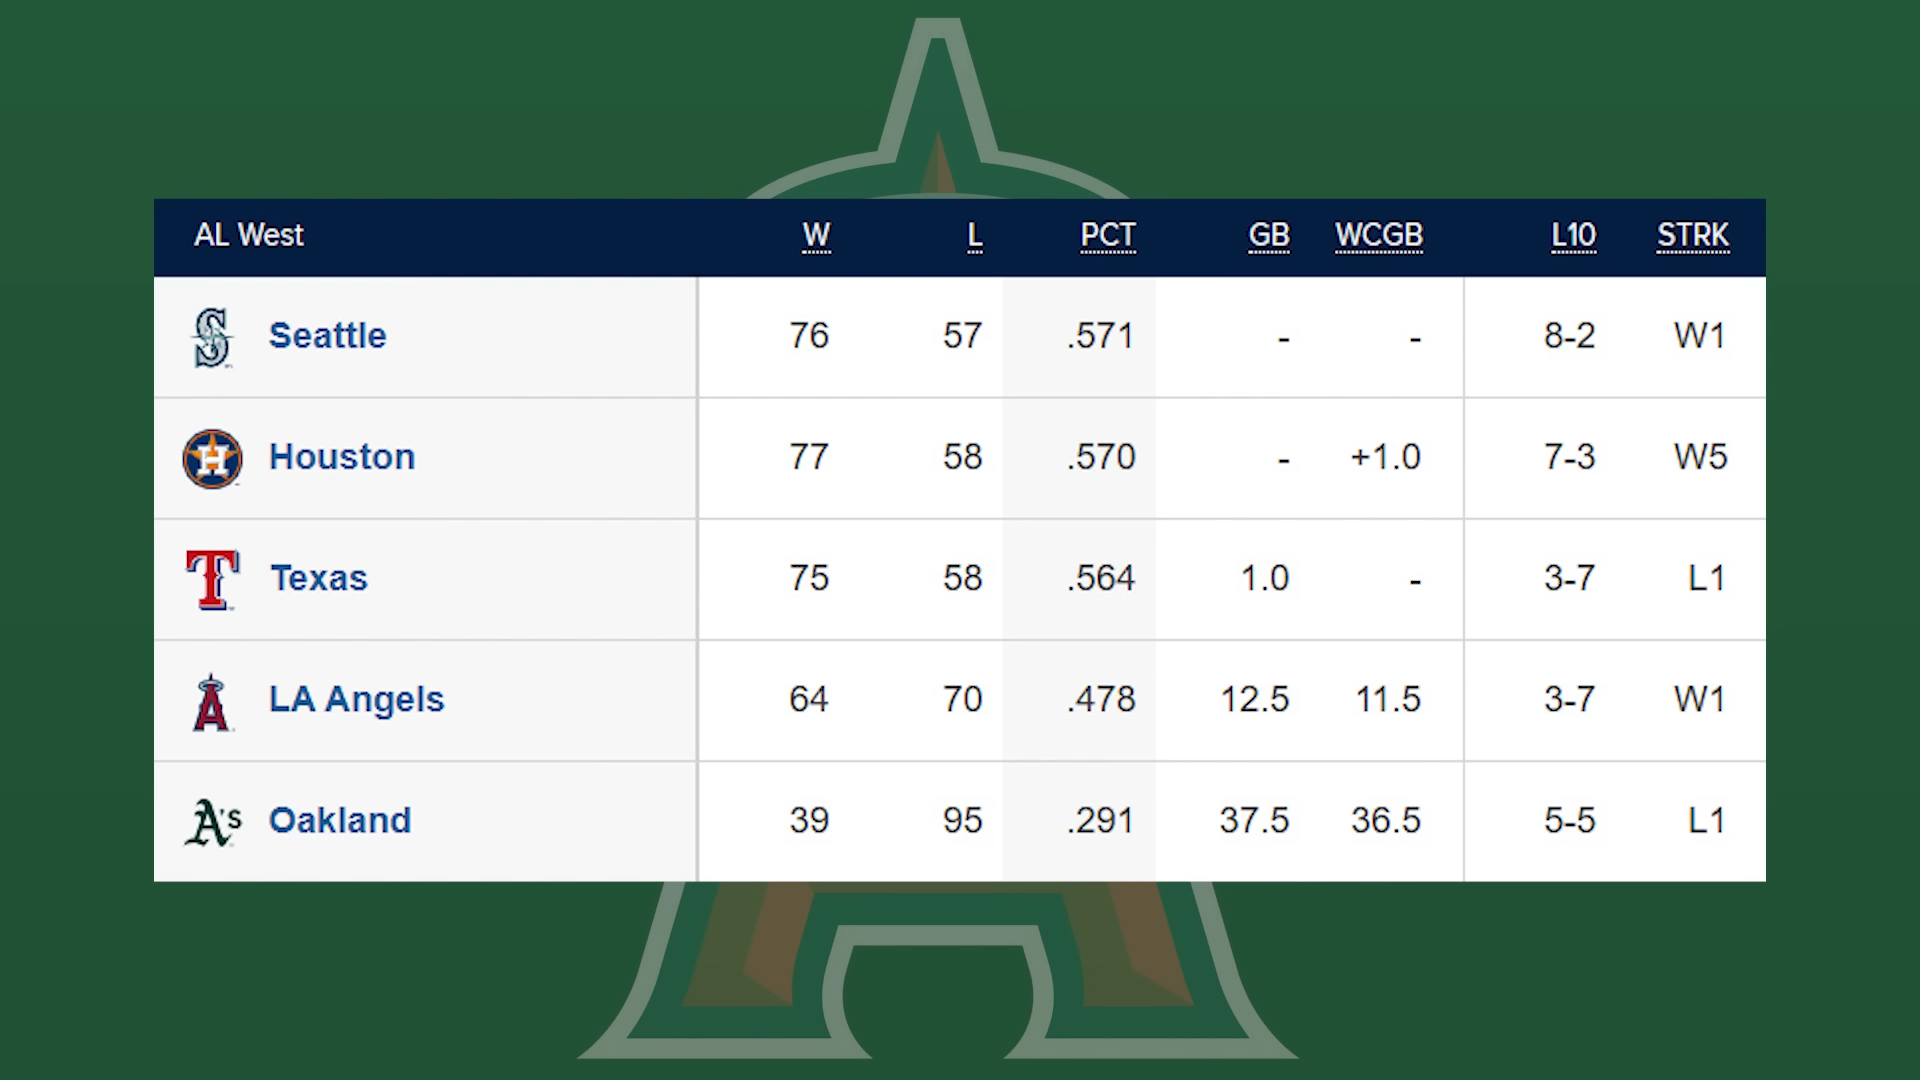 AL West W L PCT GB WCGB L10 STRK
Seattle 76 57 .571 - - 8-2 W1
Houston 77 58 .570 - +1.0 7-3 W5
Texas 75 58 .564 1.0 - 3-7 L1
LA Angels 64 70 .478 12.5 11.5 3-7 W1
A's Oakland 39 95 .291 37.5 36.5 5-5 L1